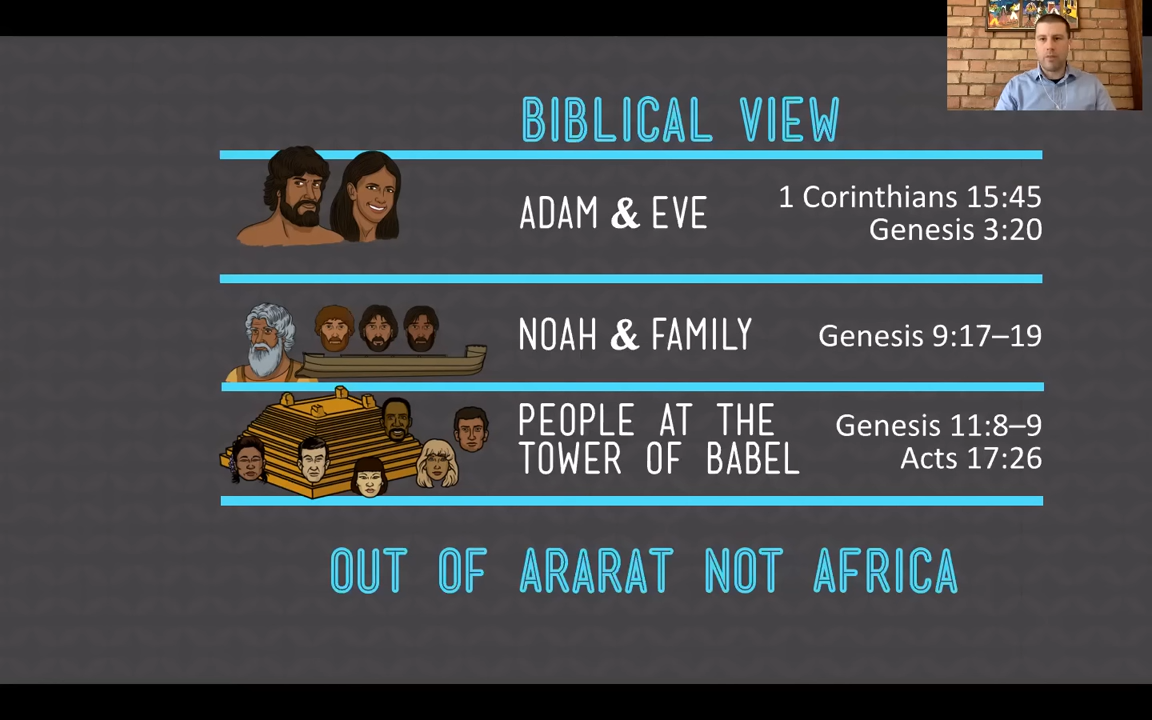 BIBLICAL VIEW
ADAM & EVE
1 Corinthians 15:45
Genesis 3:20
NOAH & FAMILY
Genesis 9:17–19
PEOPLE AT THE
TOWER OF BABEL
Genesis 11:8–9
Acts 17:26
OUT OF ARARAT NOT AFRICA